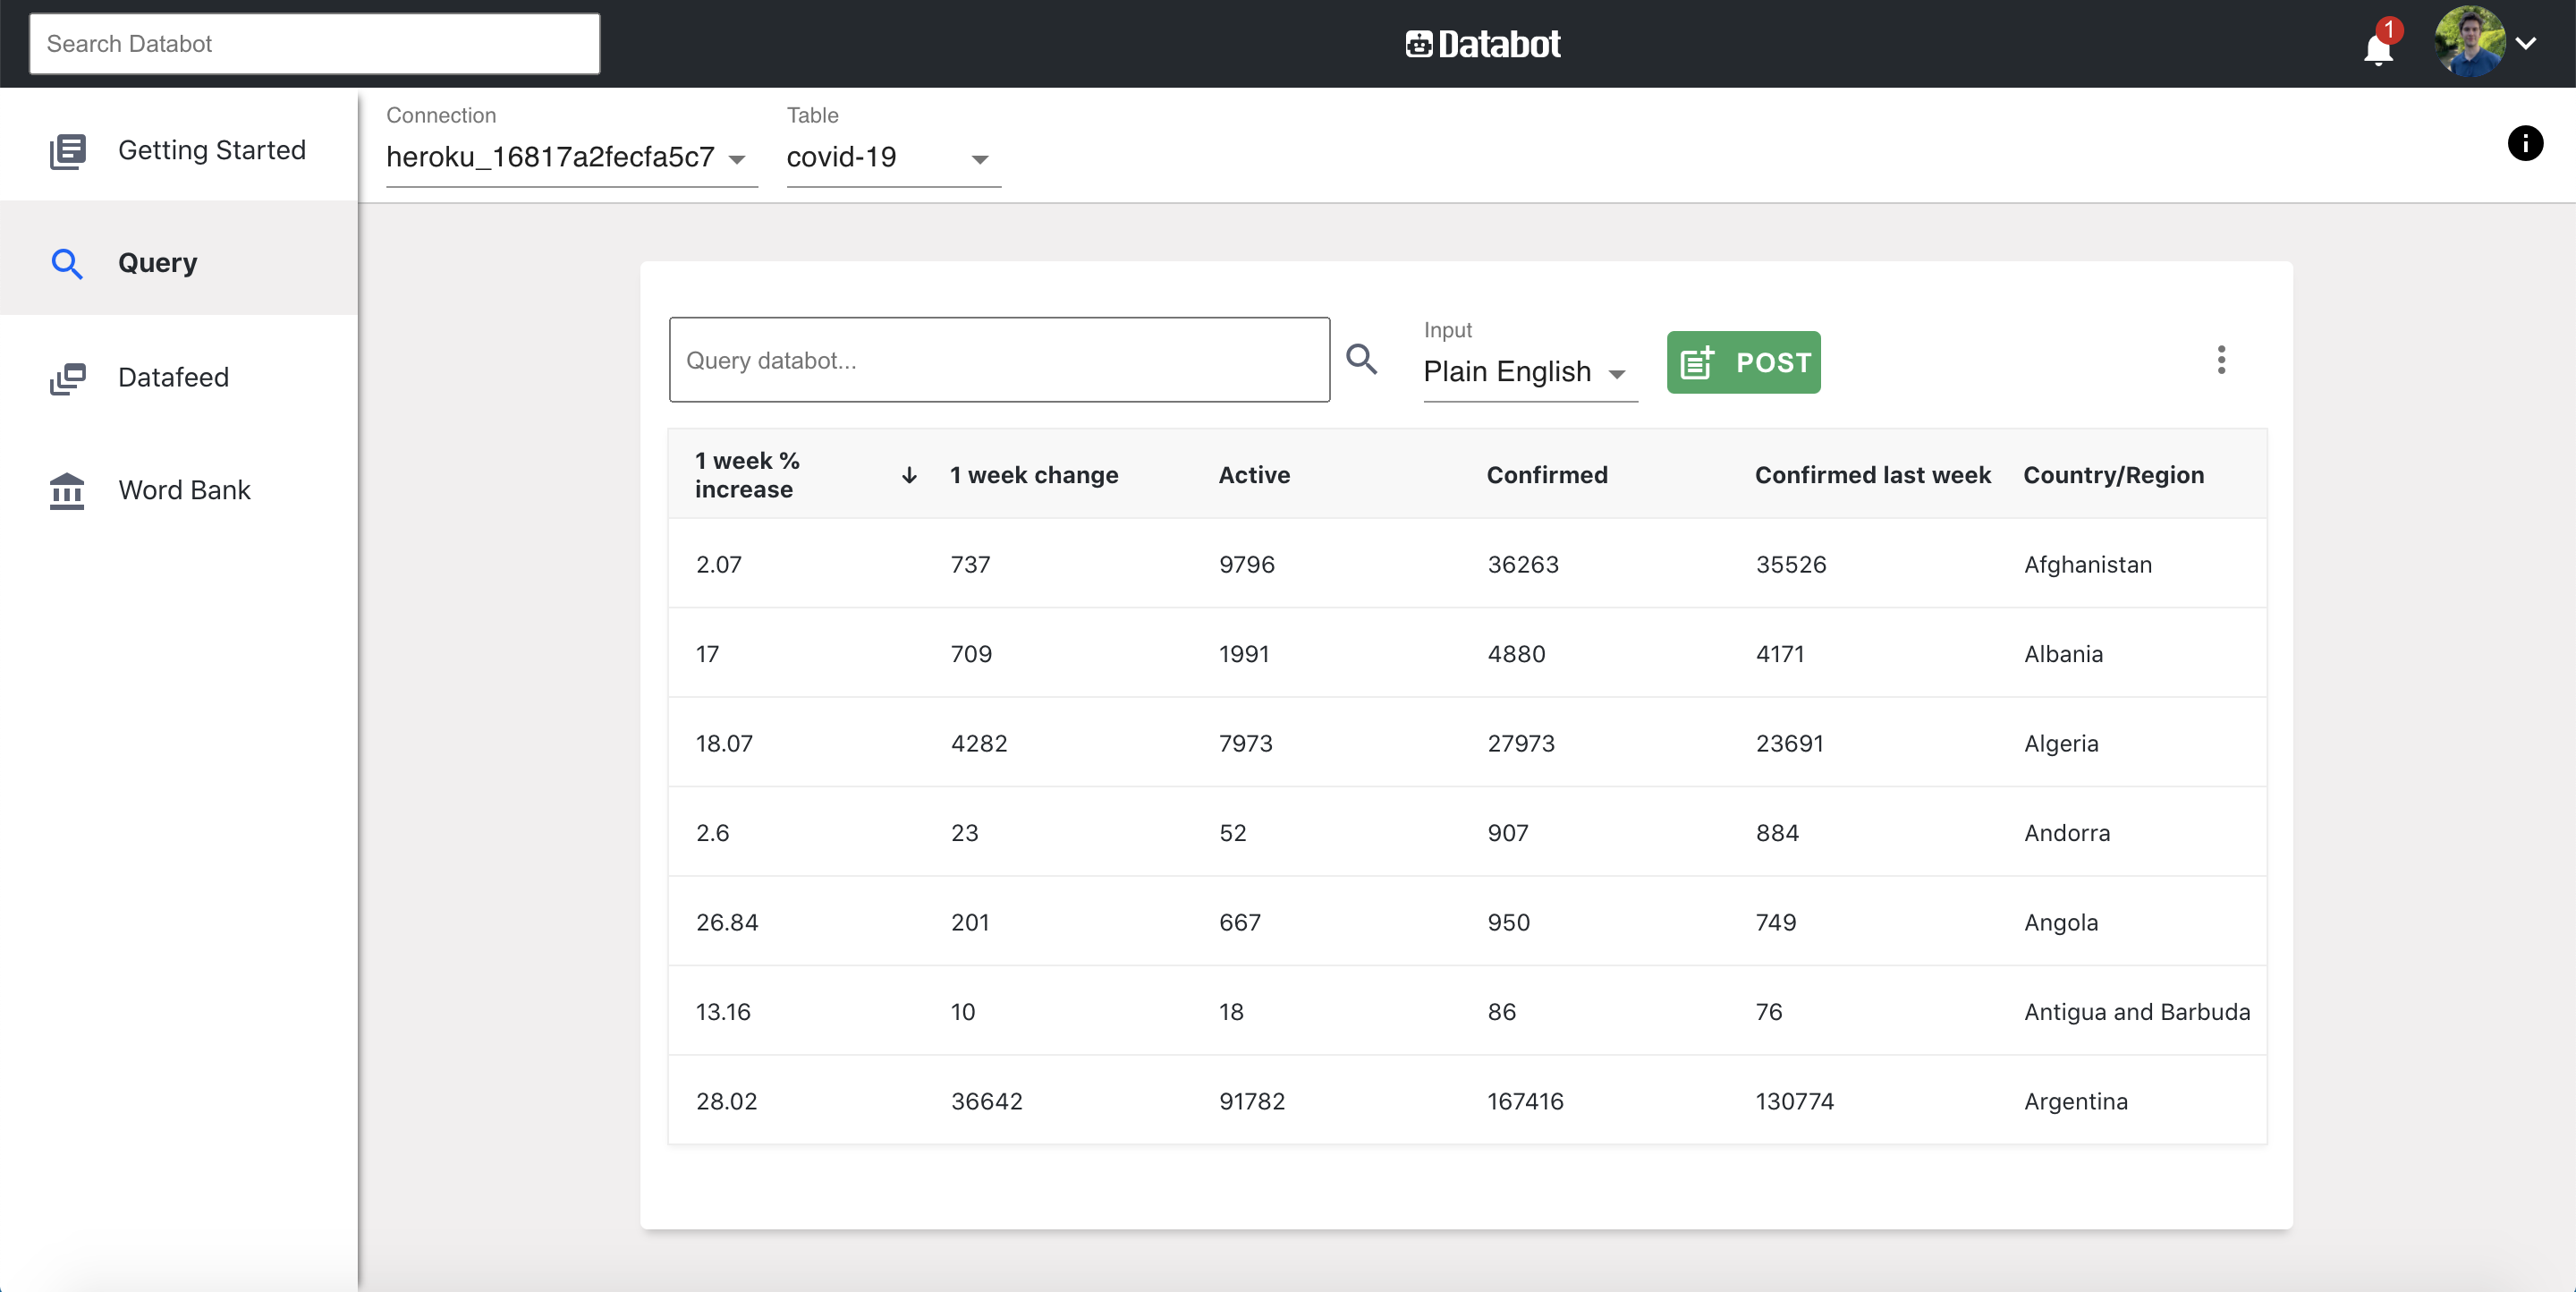 Search Databot
Databot
1
Getting Started
Query
Datafeed
Word Bank
Connection
heroku_16817a2fecfa5c7
Table
covid-19
Query databot...
Input
Plain English
POST
1 week % increase 1 week change Active Confirmed Confirmed last week Country/Region
2.07 737 9796 36263 35526 Afghanistan
17 709 1991 4880 4171 Albania
18.07 4282 7973 27973 23691 Algeria
2.6 23 52 907 884 Andorra
26.84 201 667 950 749 Angola
13.16 10 18 86 76 Antigua and Barbuda
28.02 36642 91782 167416 130774 Argentina